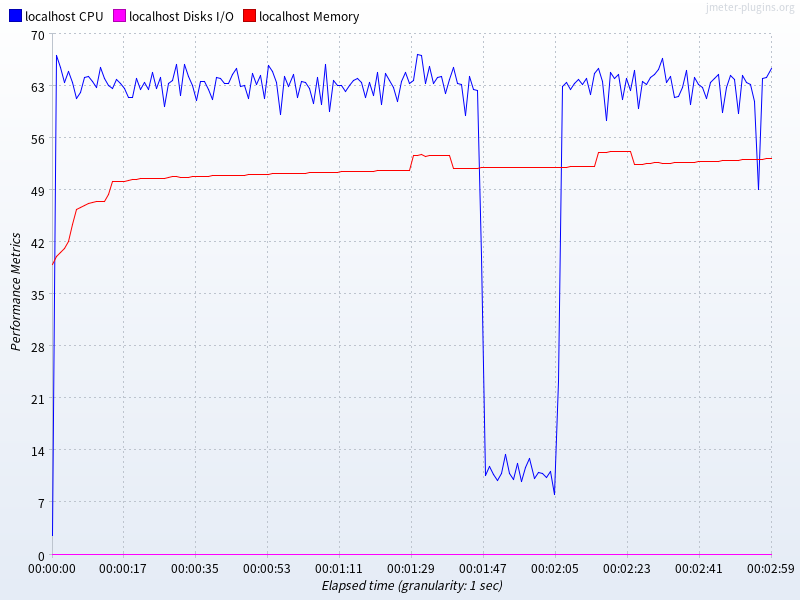 localhost CPU localhost Disks I/O localhost Memory
jmeter-plugins.org
70
63
56
49
42
35
28
21
14
7
0
Performance Metrics
00:00:00 00:00:17 00:00:35 00:00:53 00:01:11 00:01:29 00:01:47 00:02:05 00:02:23 00:02:41 00:02:59
Elapsed time (granularity: 1 sec)